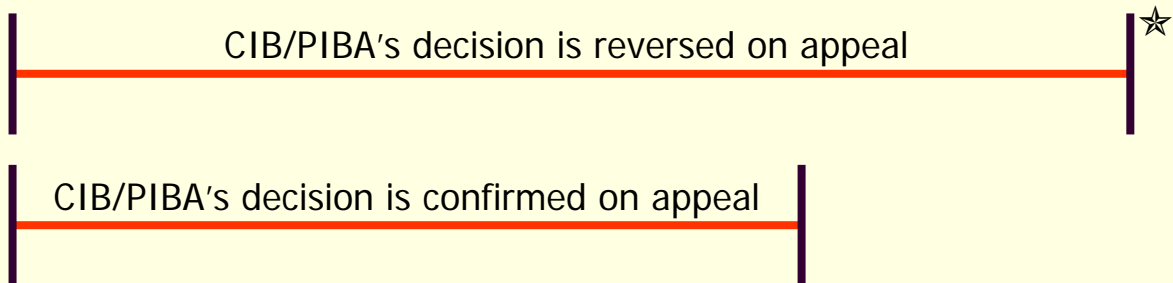 CIB/PIBA's decision is reversed on appeal
CIB/PIBA's decision is confirmed on appeal